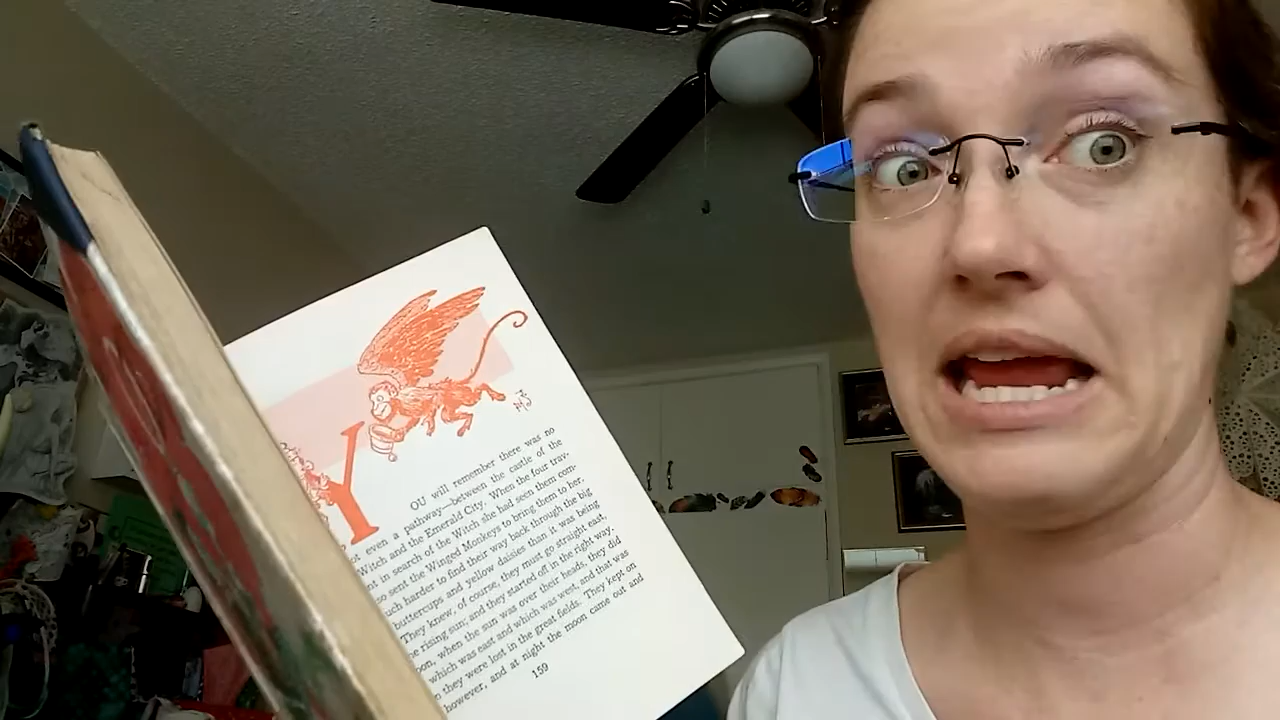 YOU will remember there was no
ot even a pathway—between the castle of the
Witch and the Emerald City. When the four trav-
nt in search of the Witch she had seen them com-
so sent the Winged Monkeys to bring them to her.
uch harder to find their way back through the big
buttercups and yellow daisies than it was being
They knew, of course, they must go straight east,
e rising sun; and they started off in the right way.
oon, when the sun was over their heads, they did
which was east and which was west, and that was
n they were lost in the great fields. They kept on
however, and at night the moon came out and
159